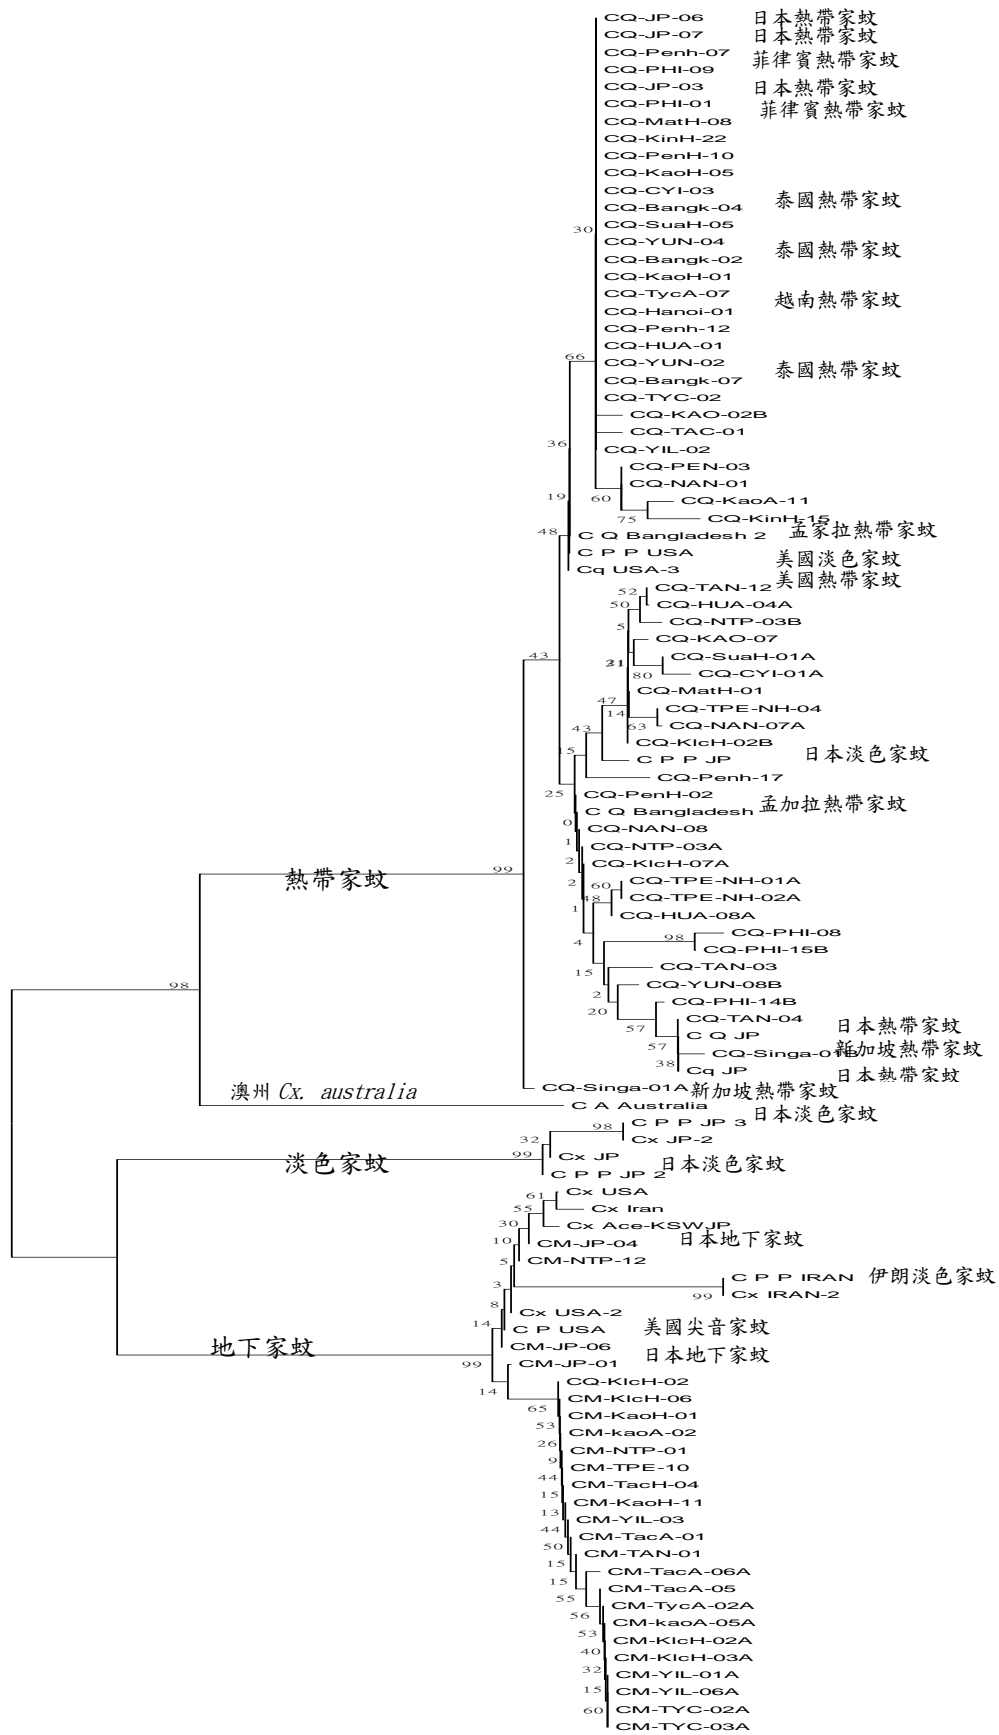 CQ-JP-06 日本熱帶家蚊
CQ-JP-07 日本熱帶家蚊
CQ-Penh-07
菲律賓熱帶家蚊
CQ-PHI-09
CQ-JP-03 日本熱帶家蚊
CQ-PHI-01
菲律賓熱帶家蚊
CQ-MatH-08
CQ-KinH-22
CQ-PenH-10
CQ-KaoH-05
CQ-CYI-03
泰國熱帶家蚊
CQ-Bangk-04
CQ-SuaH-05
30
CQ-YUN-04
泰國熱帶家蚊
CQ-Bangk-02
CQ-KaoH-01
CQ-TycA-07
越南熱帶家蚊
CQ-Hanoi-01
CQ-Penh-12
CQ-HUA-01
66
CQ-YUN-02
泰國熱帶家蚊
CQ-Bangk-07
CQ-TYC-02
CQ-KAO-02B
CQ-TAC-01
36
CQ-YIL-02
CQ-PEN-03
CQ-NAN-01
19
60
CQ-KaoA-11
75
CQ-KinH-15
孟家拉熱帶家蚊
48
C Q Bangladesh 2
C P P USA 美國淡色家蚊
Cq USA-3
美國熱帶家蚊
CQ-TAN-12
52
50
CQ-HUA-04A
CQ-NTP-03B
5
CQ-KAO-07
43
CQ-SuaH-01A
21
80
CQ-CYI-01A
CQ-MatH-01
47
CQ-TPE-NH-04
14
63
CQ-NAN-07A
43
CQ-KlcH-02B
15
C P P JP 日本淡色家蚊
CQ-Penh-17
25
CQ-PenH-02
C Q Bangladesh 孟加拉熱帶家蚊
0
CQ-NAN-08
1
CQ-NTP-03A
2
CQ-KlcH-07A
99
熱帶家蚊
2
60
CQ-TPE-NH-01A
48
CQ-TPE-NH-02A
1
CQ-HUA-08A
CQ-PHI-08
98
4
CQ-PHI-15B
CQ-TAN-03
15
CQ-YUN-08B
98
2
CQ-PHI-14B
20
CQ-TAN-04
57
日本熱帶家蚊
C Q JP
57
CQ-Singa-01B 新加坡熱帶家蚊
38
Cq JP 日本熱帶家蚊
CQ-Singa-01A 新加坡熱帶家蚊
澳州 Cx. australia
C A Australia
日本淡色家蚊
C P P JP 3
98
32
Cx JP-2
99
淡色家蚊
Cx JP
日本淡色家蚊
C P P JP 2
61
Cx USA
55
Cx Iran
30
Cx Ace-KSWJP
10
CM-JP-04 日本地下家蚊
5
CM-NTP-12
C P P IRAN 伊朗淡色家蚊
3
99
Cx IRAN-2
8
Cx USA-2
14
C P USA 美國尖音家蚊
地下家蚊
CM-JP-06 日本地下家蚊
99
CM-JP-01
14
CQ-KlcH-02
CM-KlcH-06
65
CM-KaoH-01
53
CM-kaoA-02
26
CM-NTP-01
9
CM-TPE-10
44
CM-TacH-04
15
CM-KaoH-11
13
CM-YIL-03
44
CM-TacA-01
50
CM-TAN-01
15
CM-TacA-06A
15
CM-TacA-05
55
CM-TycA-02A
56
CM-kaoA-05A
53
CM-KlcH-02A
40
CM-KlcH-03A
32
CM-YIL-01A
15
CM-YIL-06A
60
CM-TYC-02A
CM-TYC-03A